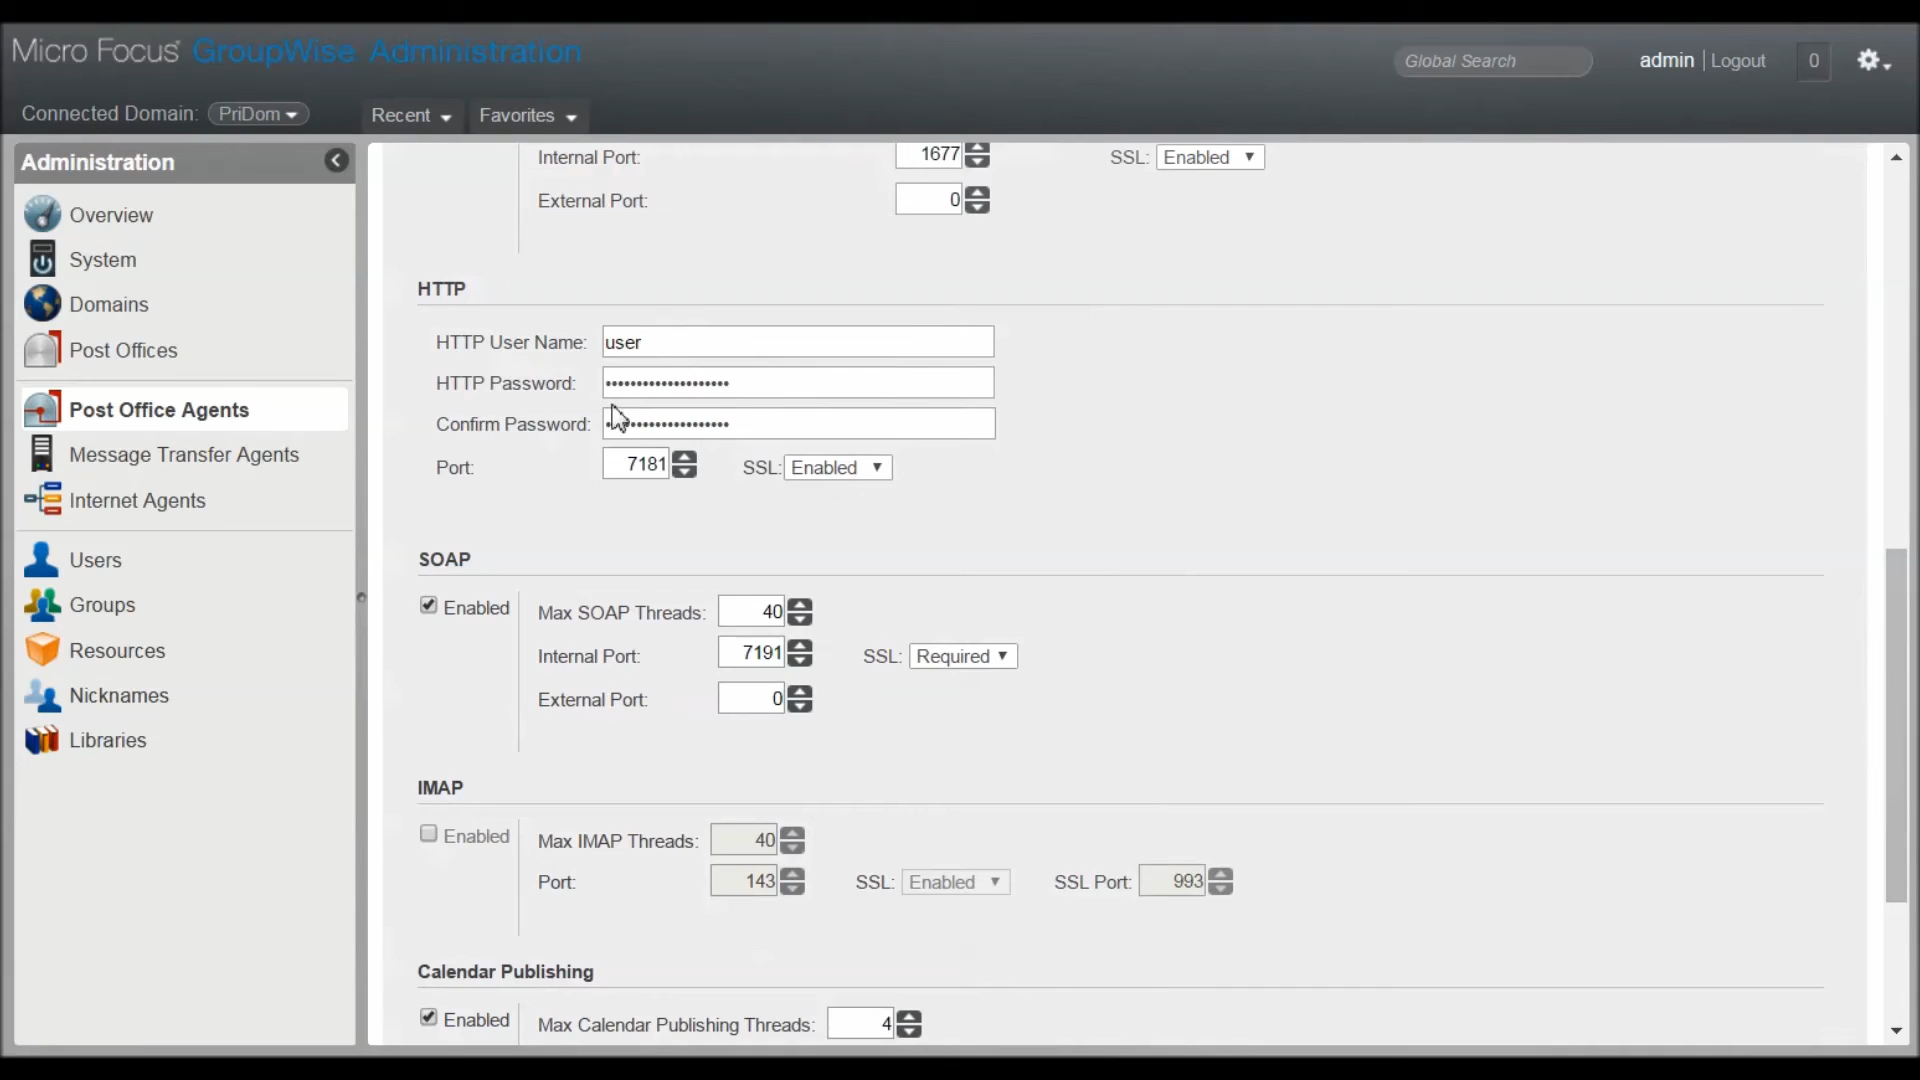 Micro Focus GroupWise Administration
Global Search
admin | Logout
0
Connected Domain: PriDom
Recent
Favorites
Administration
Overview
System
Domains
Post Offices
Post Office Agents
Message Transfer Agents
Internet Agents
Users
Groups
Resources
Nicknames
Libraries
Internal Port: 1677 SSL: Enabled
External Port: 0
HTTP
HTTP User Name: user
HTTP Password: ••••••••••••••••••••
Confirm Password: ••••••••••••••••••••
Port: 7181 SSL: Enabled
SOAP
Enabled
Max SOAP Threads: 40
Internal Port: 7191 SSL: Required
External Port: 0
IMAP
Enabled
Max IMAP Threads: 40
Port: 143 SSL: Enabled SSL Port: 993
Calendar Publishing
Enabled
Max Calendar Publishing Threads: 4